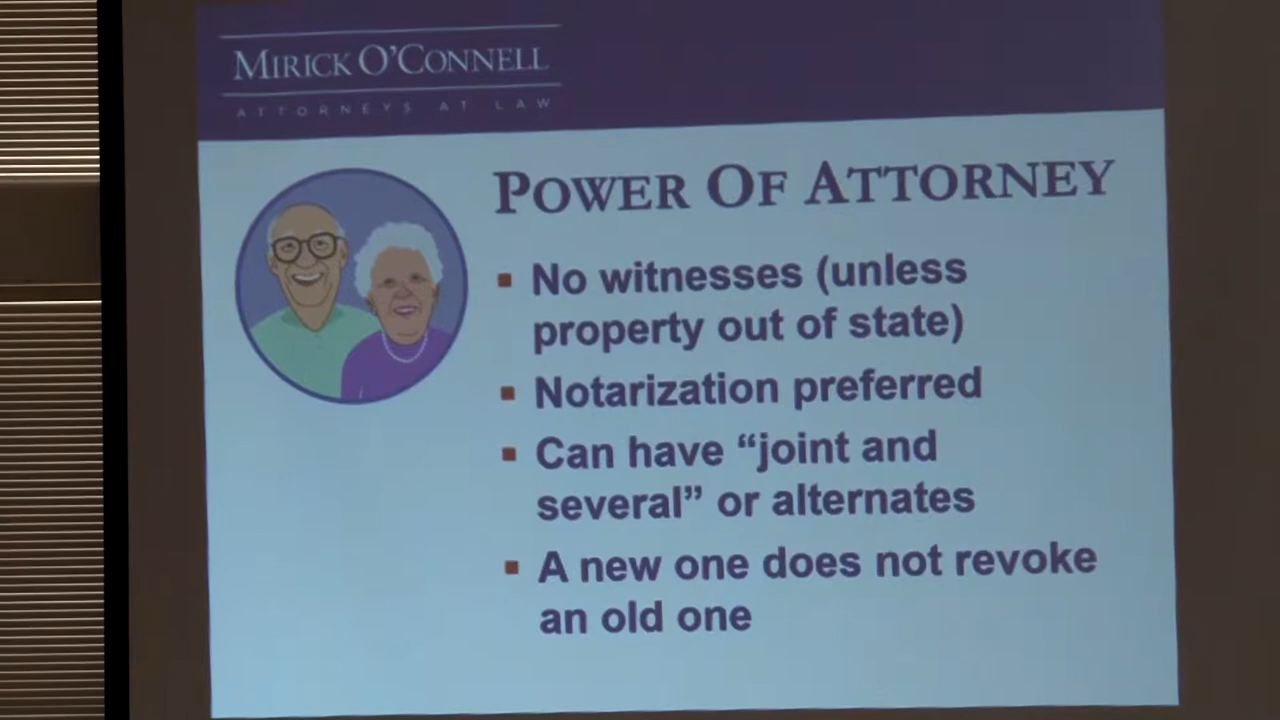 MIRICK O'CONNELL
ATTORNEYS AT LAW
POWER OF ATTORNEY
No witnesses (unless
property out of state)
Notarization preferred
Can have “joint and
several” or alternates
A new one does not revoke
an old one